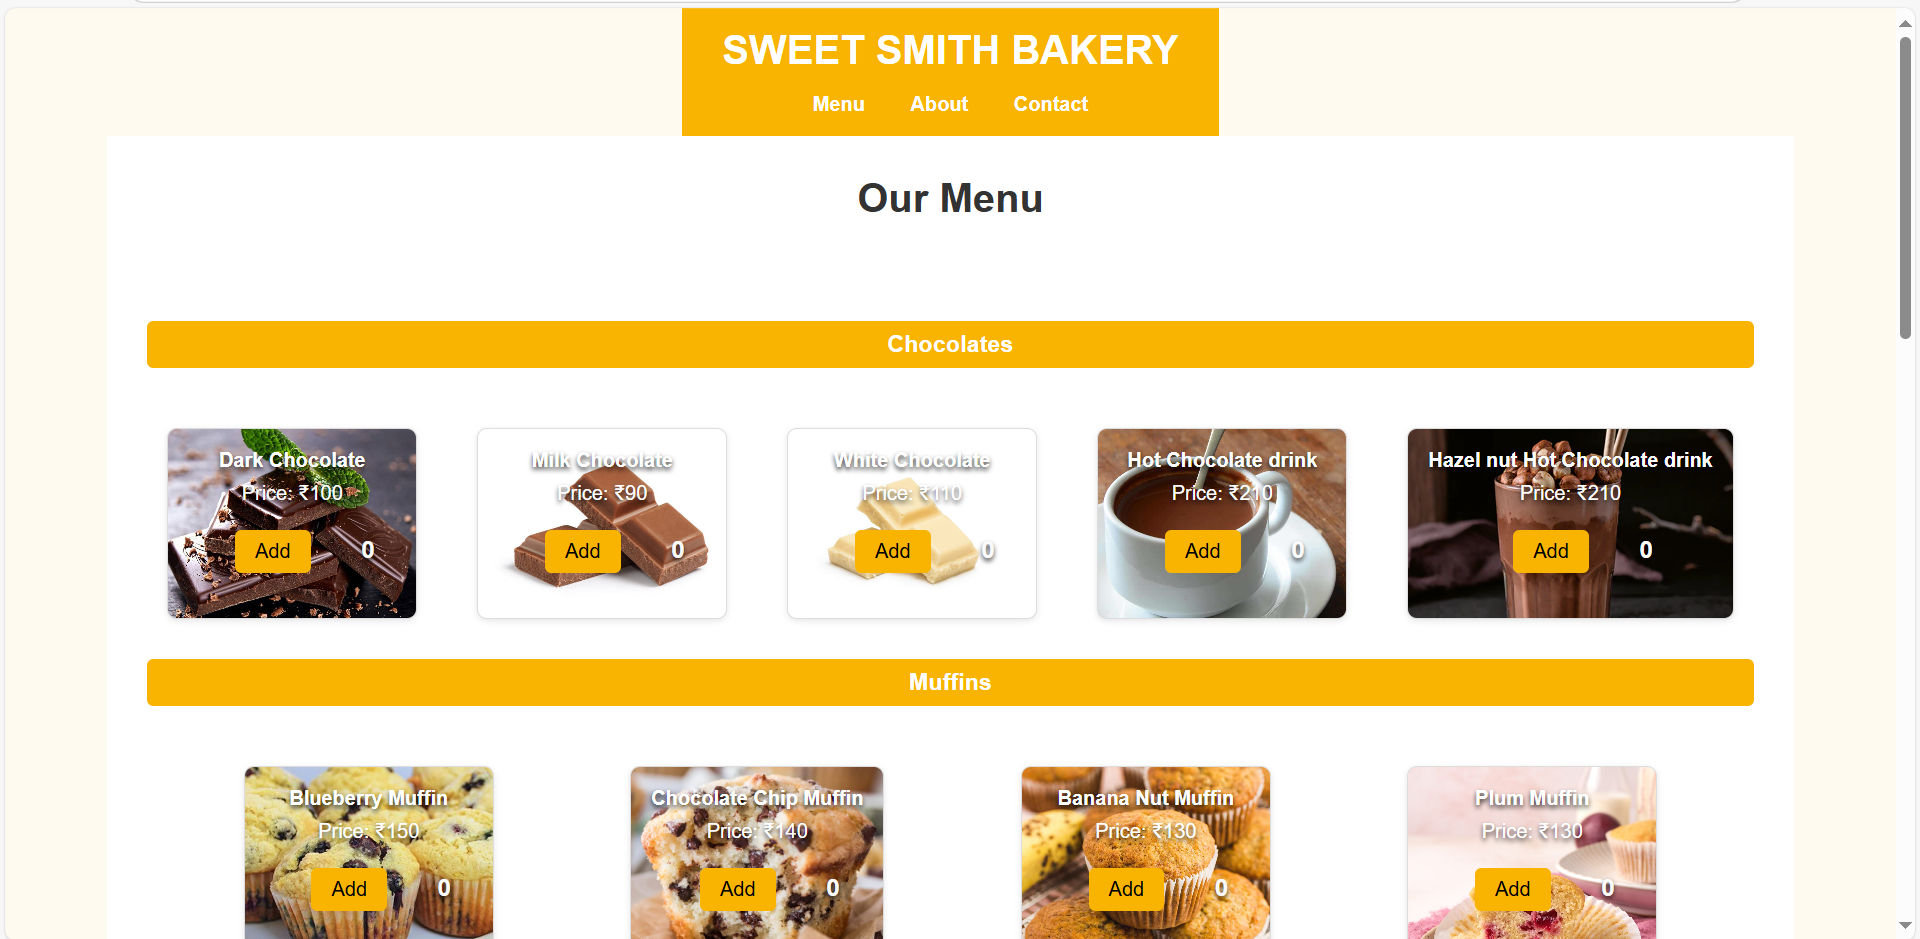 SWEET SMITH BAKERY
Menu About Contact
Our Menu
Chocolates
Dark Chocolate
Price: ₹100
Add 0
Milk Chocolate
Price: ₹90
Add 0
White Chocolate
Price: ₹110
Add 0
Hot Chocolate drink
Price: ₹210
Add 0
Hazel nut Hot Chocolate drink
Price: ₹210
Add 0
Muffins
Blueberry Muffin
Price: ₹150
Add 0
Chocolate Chip Muffin
Price: ₹140
Add 0
Banana Nut Muffin
Price: ₹130
Add 0
Plum Muffin
Price: ₹130
Add 0